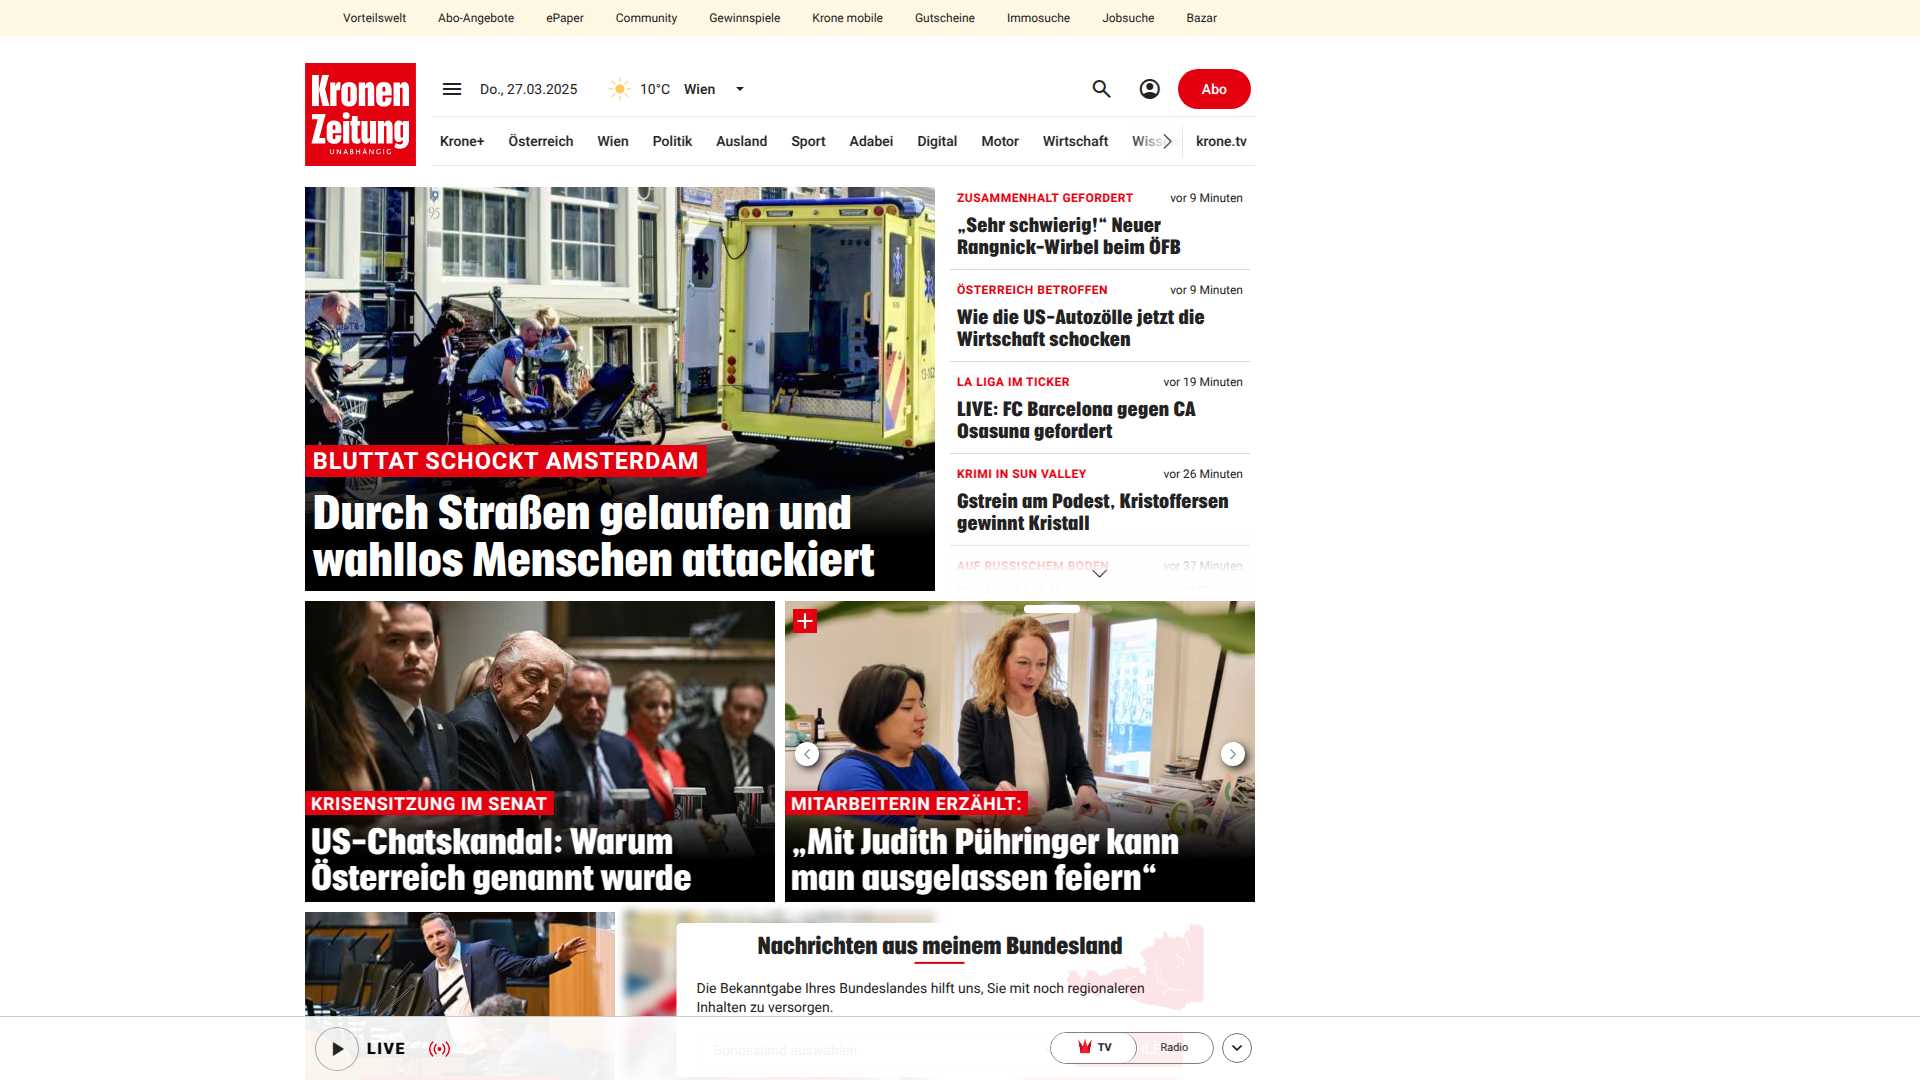 Vorteilswelt Abo-Angebote ePaper Community Gewinnspiele Krone mobile Gutscheine Immosuche Jobsuche Bazar
Kronen
Zeitung
UNABHÄNGIG
Do., 27.03.2025 10°C Wien
Abo
Krone+ Österreich Wien Politik Ausland Sport Adabei Digital Motor Wirtschaft Wiss krone.tv
BLUTTAT SCHOCKT AMSTERDAM
Durch Straßen gelaufen und
wahllos Menschen attackiert
ZUSAMMENHALT GEFORDERT vor 9 Minuten
„Sehr schwierig!“ Neuer
Rangnick-Wirbel beim ÖFB
ÖSTERREICH BETROFFEN vor 9 Minuten
Wie die US-Autozölle jetzt die
Wirtschaft schocken
LA LIGA IM TICKER vor 19 Minuten
LIVE: FC Barcelona gegen CA
Osasuna gefordert
KRIMI IN SUN VALLEY vor 26 Minuten
Gstrein am Podest, Kristoffersen
gewinnt Kristall
AUF RUSSISCHEM BODEN vor 37 Minuten
KRISENSITZUNG IM SENAT
US-Chatskandal: Warum
Österreich genannt wurde
MITARBEITERIN ERZÄHLT:
„Mit Judith Pühringer kann
man ausgelassen feiern“
Nachrichten aus meinem Bundesland
Die Bekanntgabe Ihres Bundeslandes hilft uns, Sie mit noch regionaleren
Inhalten zu versorgen.
Bundesland auswählen
LIVE
TV Radio